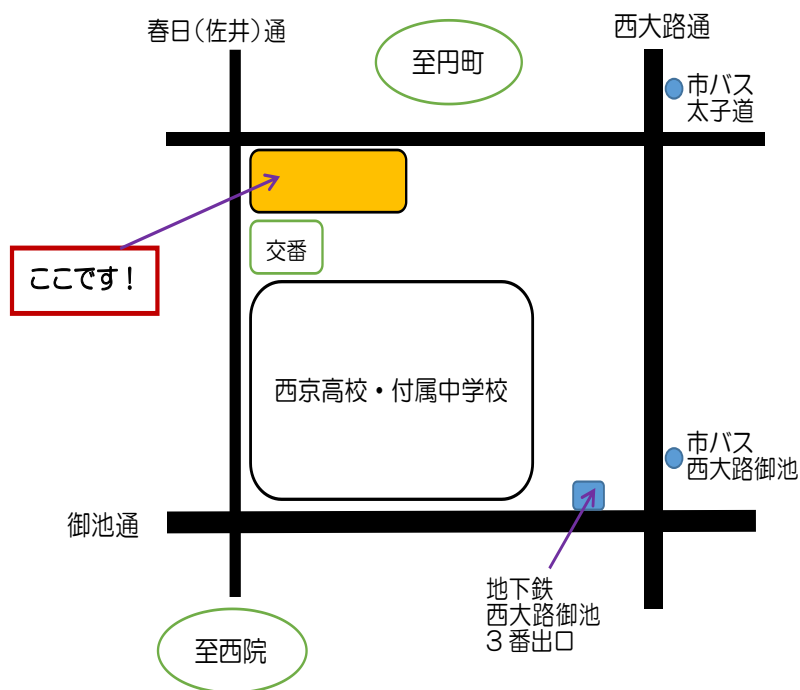 春日（佐井）通
西大路通
至円町
市バス
太子道
交番
ここです！
西京高校・付属中学校
市バス
西大路御池
御池通
地下鉄
西大路御池
３番出口
至西院